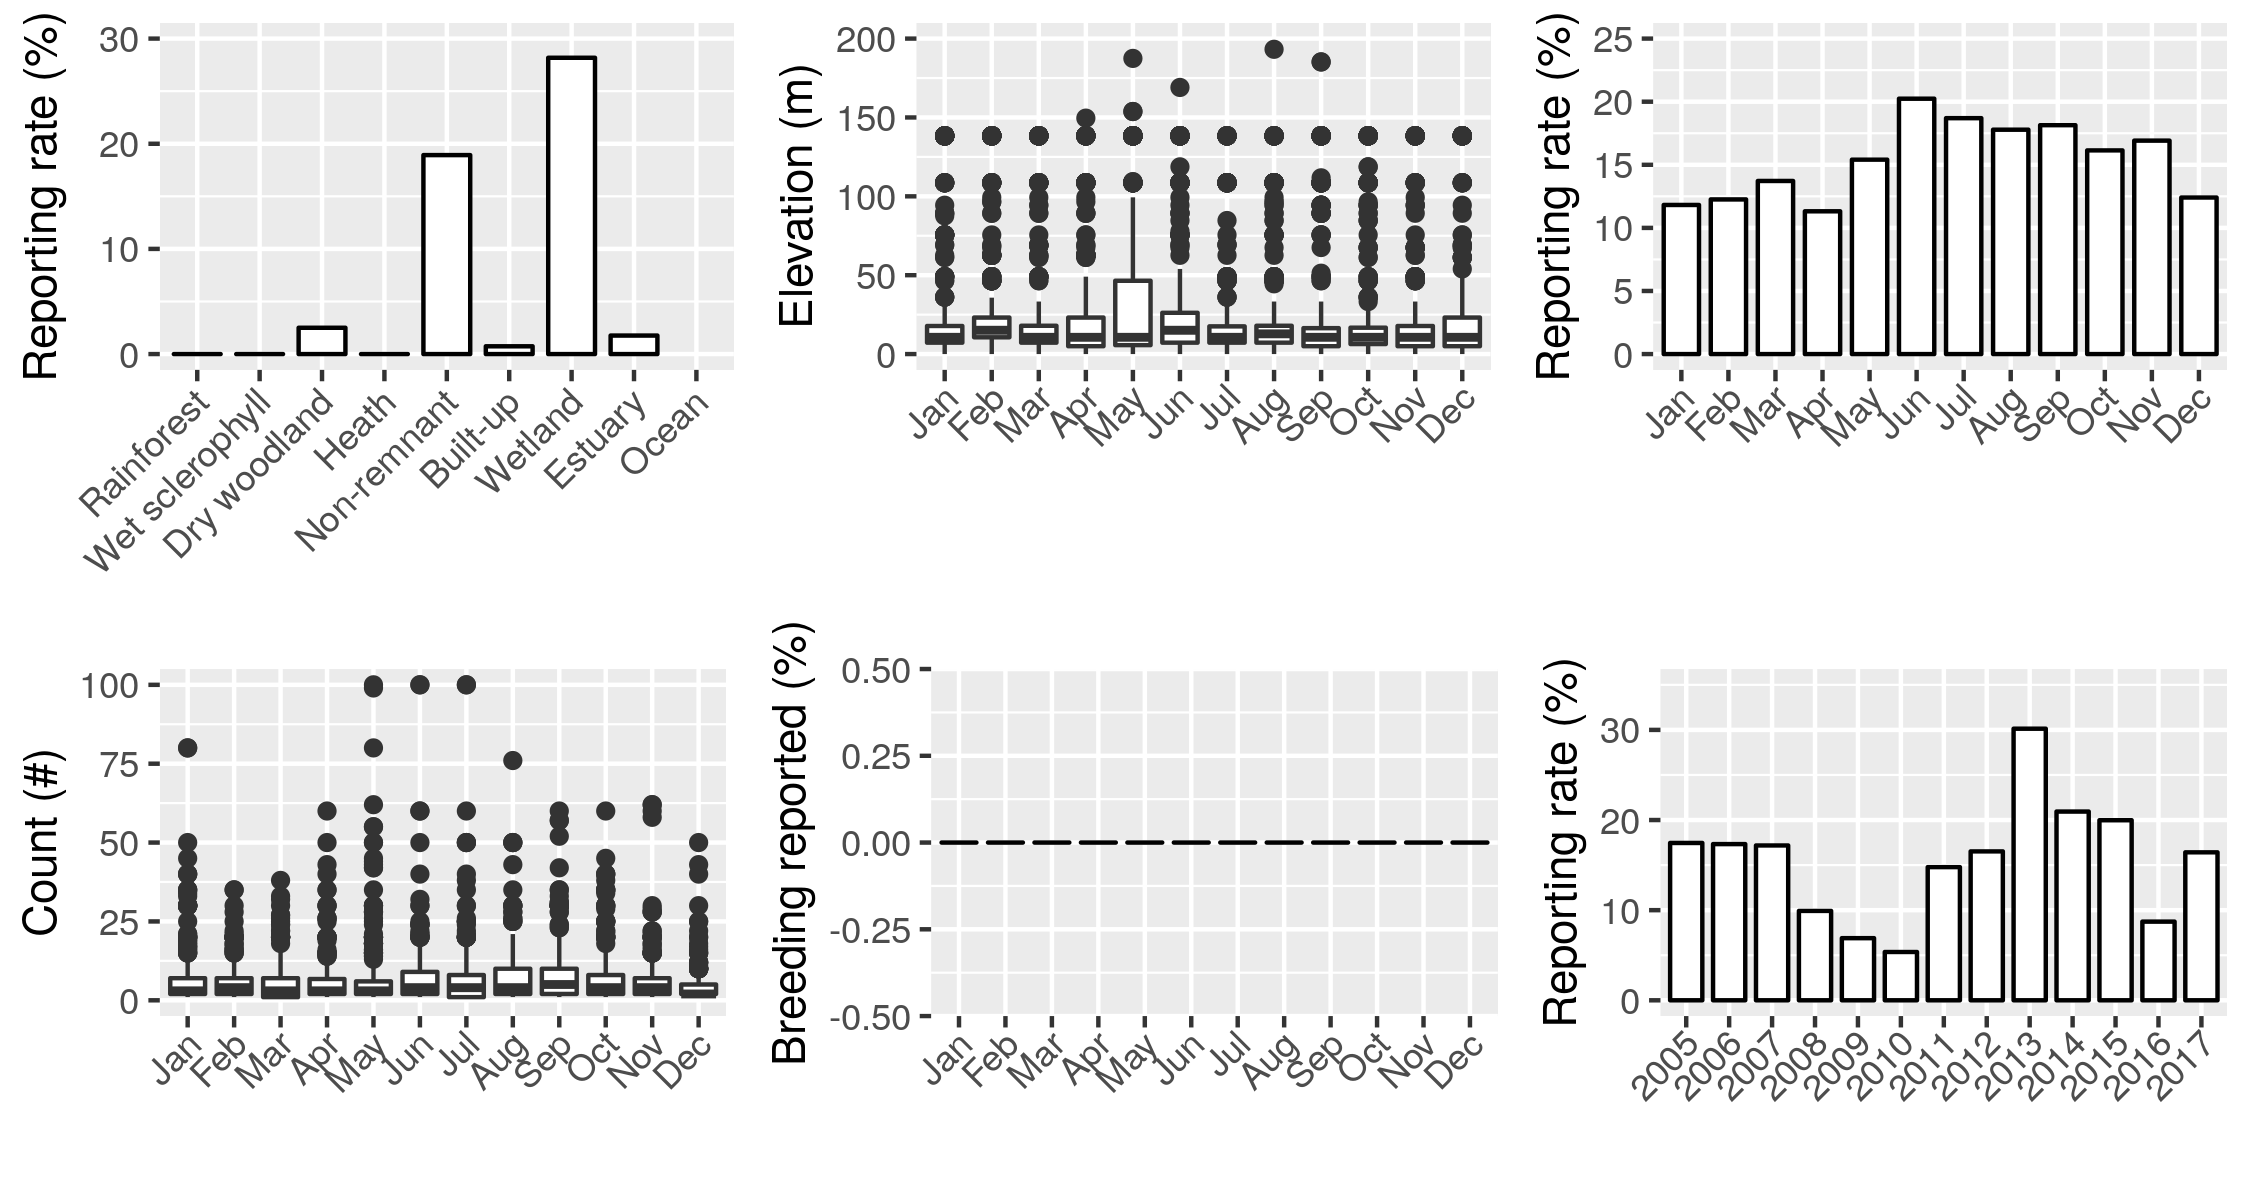 Reporting rate (%)
30
20
10
0
Rainforest
Wet sclerophyll
Dry woodland
Heath
Non-remnant
Built-up
Wetland
Estuary
Ocean
Elevation (m)
200
150
100
50
0
Jan
Feb
Mar
Apr
May
Jun
Jul
Aug
Sep
Oct
Nov
Dec
Reporting rate (%)
25
20
15
10
5
0
Jan
Feb
Mar
Apr
May
Jun
Jul
Aug
Sep
Oct
Nov
Dec
Count (#)
100
75
50
25
0
Jan
Feb
Mar
Apr
May
Jun
Jul
Aug
Sep
Oct
Nov
Dec
Breeding reported (%)
0.50
0.25
0.00
-0.25
-0.50
Jan
Feb
Mar
Apr
May
Jun
Jul
Aug
Sep
Oct
Nov
Dec
Reporting rate (%)
30
20
10
0
2005
2006
2007
2008
2009
2010
2011
2012
2013
2014
2015
2016
2017